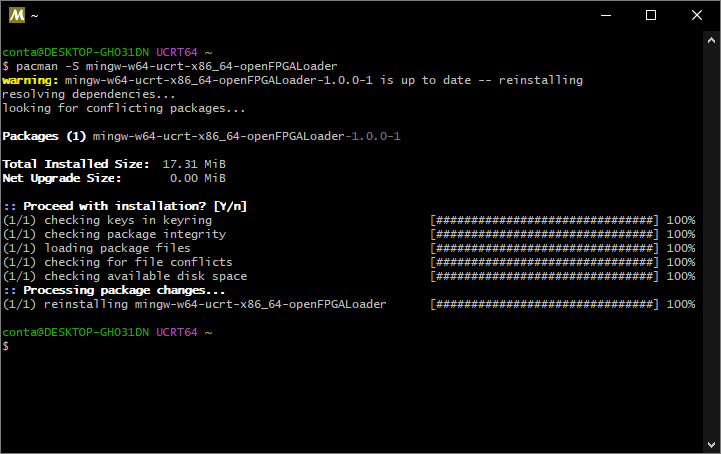 M ~
conta@DESKTOP-GHO31DN UCRT64 ~
$ pacman -S mingw-w64-ucrt-x86_64-openFPGALoader
warning: mingw-w64-ucrt-x86_64-openFPGALoader-1.0.0-1 is up to date -- reinstalling
resolving dependencies...
looking for conflicting packages...
Packages (1) mingw-w64-ucrt-x86_64-openFPGALoader-1.0.0-1
Total Installed Size:  17.31 MiB
Net Upgrade Size:       0.00 MiB
:: Proceed with installation? [Y/n]
(1/1) checking keys in keyring [###############################] 100%
(1/1) checking package integrity [###############################] 100%
(1/1) loading package files [###############################] 100%
(1/1) checking for file conflicts [###############################] 100%
(1/1) checking available disk space [###############################] 100%
:: Processing package changes...
(1/1) reinstalling mingw-w64-ucrt-x86_64-openFPGALoader [###############################] 100%
conta@DESKTOP-GHO31DN UCRT64 ~
$